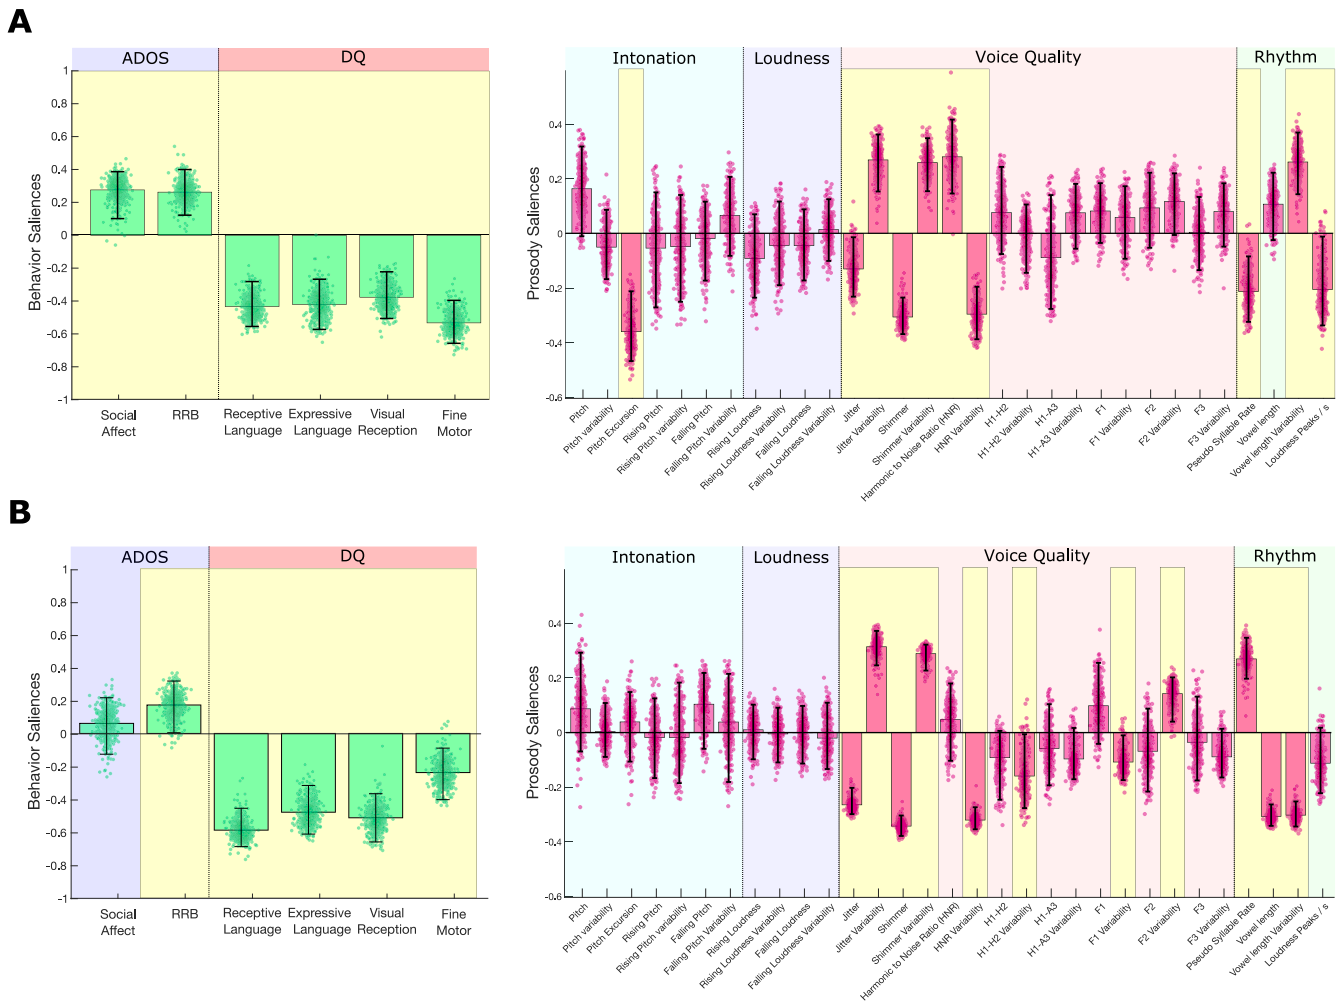 A
ADOS
DQ
Behavior Saliences
1
0.8
0.6
0.4
0.2
0
-0.2
-0.4
-0.6
-0.8
-1
Social
Affect
RRB
Receptive
Language
Expressive
Language
Visual
Reception
Fine
Motor
Intonation
Loudness
Voice Quality
Rhythm
Prosody Saliences
0.4
0.2
0
-0.2
-0.4
-0.6
Pitch
Pitch variability
Pitch Excursion
Rising Pitch
Rising Pitch variability
Falling Pitch
Falling Pitch Variability
Rising Loudness
Rising Loudness Variability
Falling Loudness
Falling Loudness Variability
Jitter
Jitter Variability
Shimmer
Shimmer Variability
Harmonic to Noise Ratio (HNR)
HNR Variability
H1-H2
H1-H2 Variability
H1-A3
H1-A3 Variability
F1
F1 Variability
F2
F2 Variability
F3
F3 Variability
Pseudo Syllable Rate
Vowel length
Vowel length Variability
Loudness Peaks / s
B
ADOS
DQ
Behavior Saliences
1
0.8
0.6
0.4
0.2
0
-0.2
-0.4
-0.6
-0.8
-1
Social
Affect
RRB
Receptive
Language
Expressive
Language
Visual
Reception
Fine
Motor
Intonation
Loudness
Voice Quality
Rhythm
Prosody Saliences
0.4
0.2
0
-0.2
-0.4
-0.6
Pitch
Pitch variability
Pitch Excursion
Rising Pitch
Rising Pitch variability
Falling Pitch
Falling Pitch Variability
Rising Loudness
Rising Loudness Variability
Falling Loudness
Falling Loudness Variability
Jitter
Jitter Variability
Shimmer
Shimmer Variability
Harmonic to Noise Ratio (HNR)
HNR Variability
H1-H2
H1-H2 Variability
H1-A3
H1-A3 Variability
F1
F1 Variability
F2
F2 Variability
F3
F3 Variability
Pseudo Syllable Rate
Vowel length
Vowel length Variability
Loudness Peaks / s